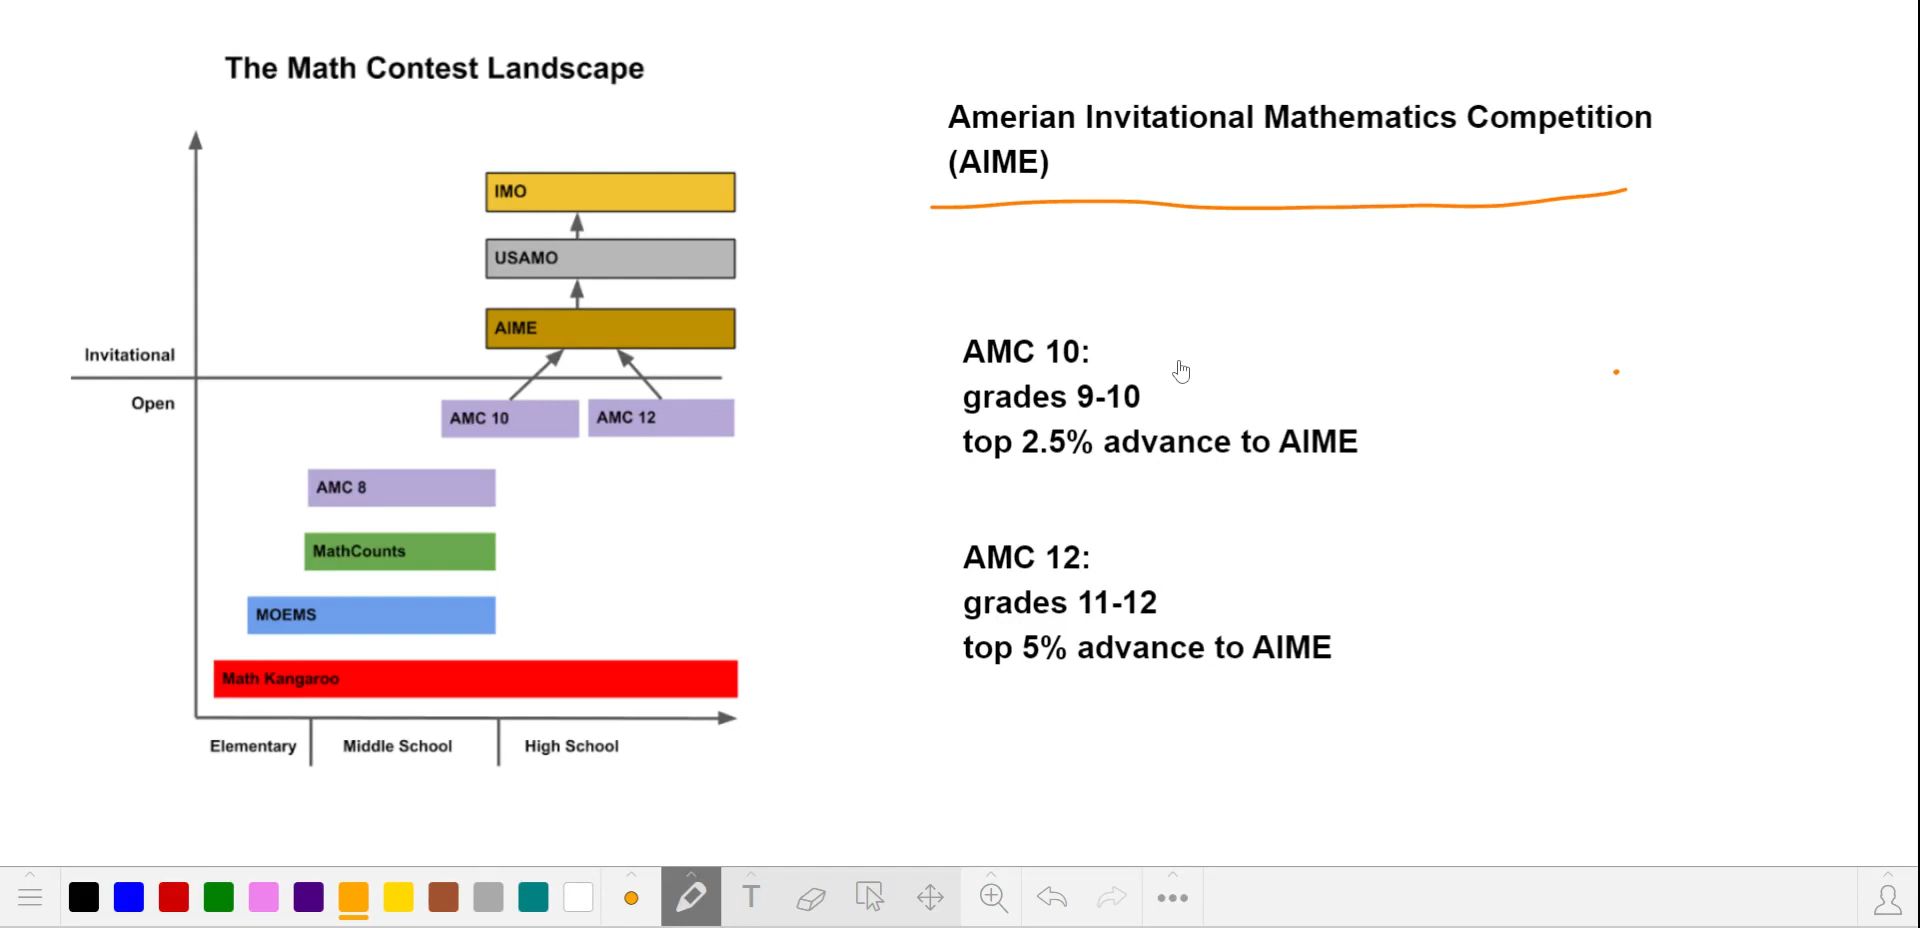 The Math Contest Landscape
Amerian Invitational Mathematics Competition
(AIME)
IMO
USAMO
AIME
Invitational
Open
AMC 10
AMC 12
AMC 8
MathCounts
MOEMS
Math Kangaroo
Elementary
Middle School
High School
AMC 10:
grades 9-10
top 2.5% advance to AIME
AMC 12:
grades 11-12
top 5% advance to AIME
T